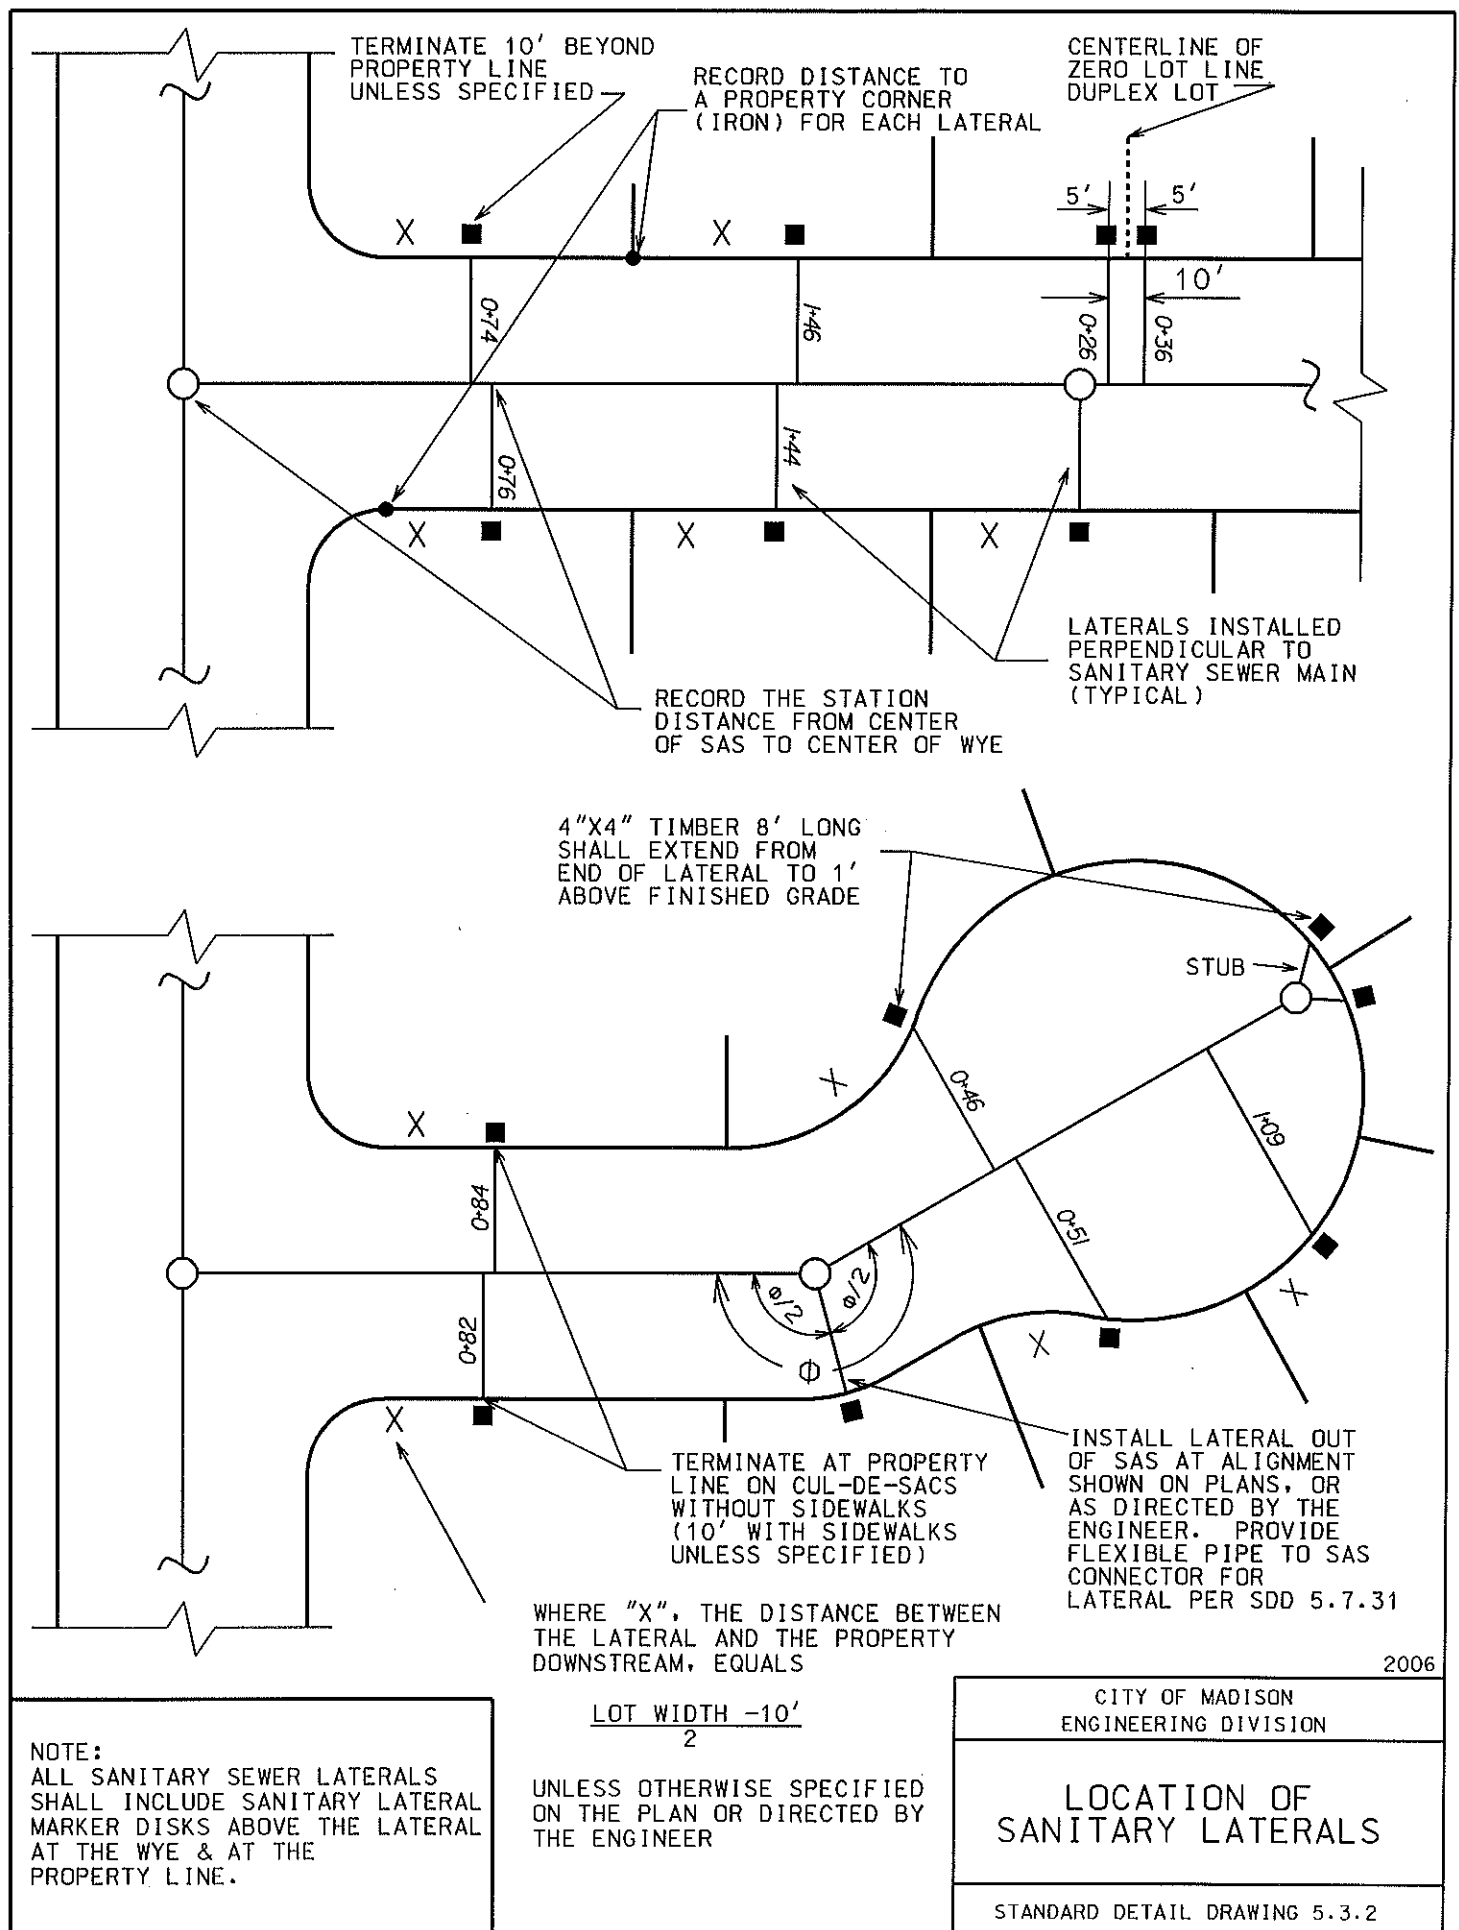 TERMINATE 10' BEYOND
PROPERTY LINE
UNLESS SPECIFIED
RECORD DISTANCE TO
A PROPERTY CORNER
(IRON) FOR EACH LATERAL
CENTERLINE OF
ZERO LOT LINE
DUPLEX LOT
5'
5'
X
X
10'
0+74
1+46
0+26
0+36
0+76
1+44
X
X
X
LATERALS INSTALLED
PERPENDICULAR TO
SANITARY SEWER MAIN
(TYPICAL)
RECORD THE STATION
DISTANCE FROM CENTER
OF SAS TO CENTER OF WYE
4"X4" TIMBER 8' LONG
SHALL EXTEND FROM
END OF LATERAL TO 1'
ABOVE FINISHED GRADE
STUB
X
X
0+46
1+09
0+84
0+51
0+82
Φ/2
Φ/2
Φ
X
X
X
TERMINATE AT PROPERTY
LINE ON CUL-DE-SACS
WITHOUT SIDEWALKS
(10' WITH SIDEWALKS
UNLESS SPECIFIED)
INSTALL LATERAL OUT
OF SAS AT ALIGNMENT
SHOWN ON PLANS, OR
AS DIRECTED BY THE
ENGINEER. PROVIDE
FLEXIBLE PIPE TO SAS
CONNECTOR FOR
LATERAL PER SDD 5.7.31
WHERE "X", THE DISTANCE BETWEEN
THE LATERAL AND THE PROPERTY
DOWNSTREAM, EQUALS
LOT WIDTH -10'
2
UNLESS OTHERWISE SPECIFIED
ON THE PLAN OR DIRECTED BY
THE ENGINEER
NOTE:
ALL SANITARY SEWER LATERALS
SHALL INCLUDE SANITARY LATERAL
MARKER DISKS ABOVE THE LATERAL
AT THE WYE & AT THE
PROPERTY LINE.
2006
CITY OF MADISON
ENGINEERING DIVISION
LOCATION OF
SANITARY LATERALS
STANDARD DETAIL DRAWING 5.3.2